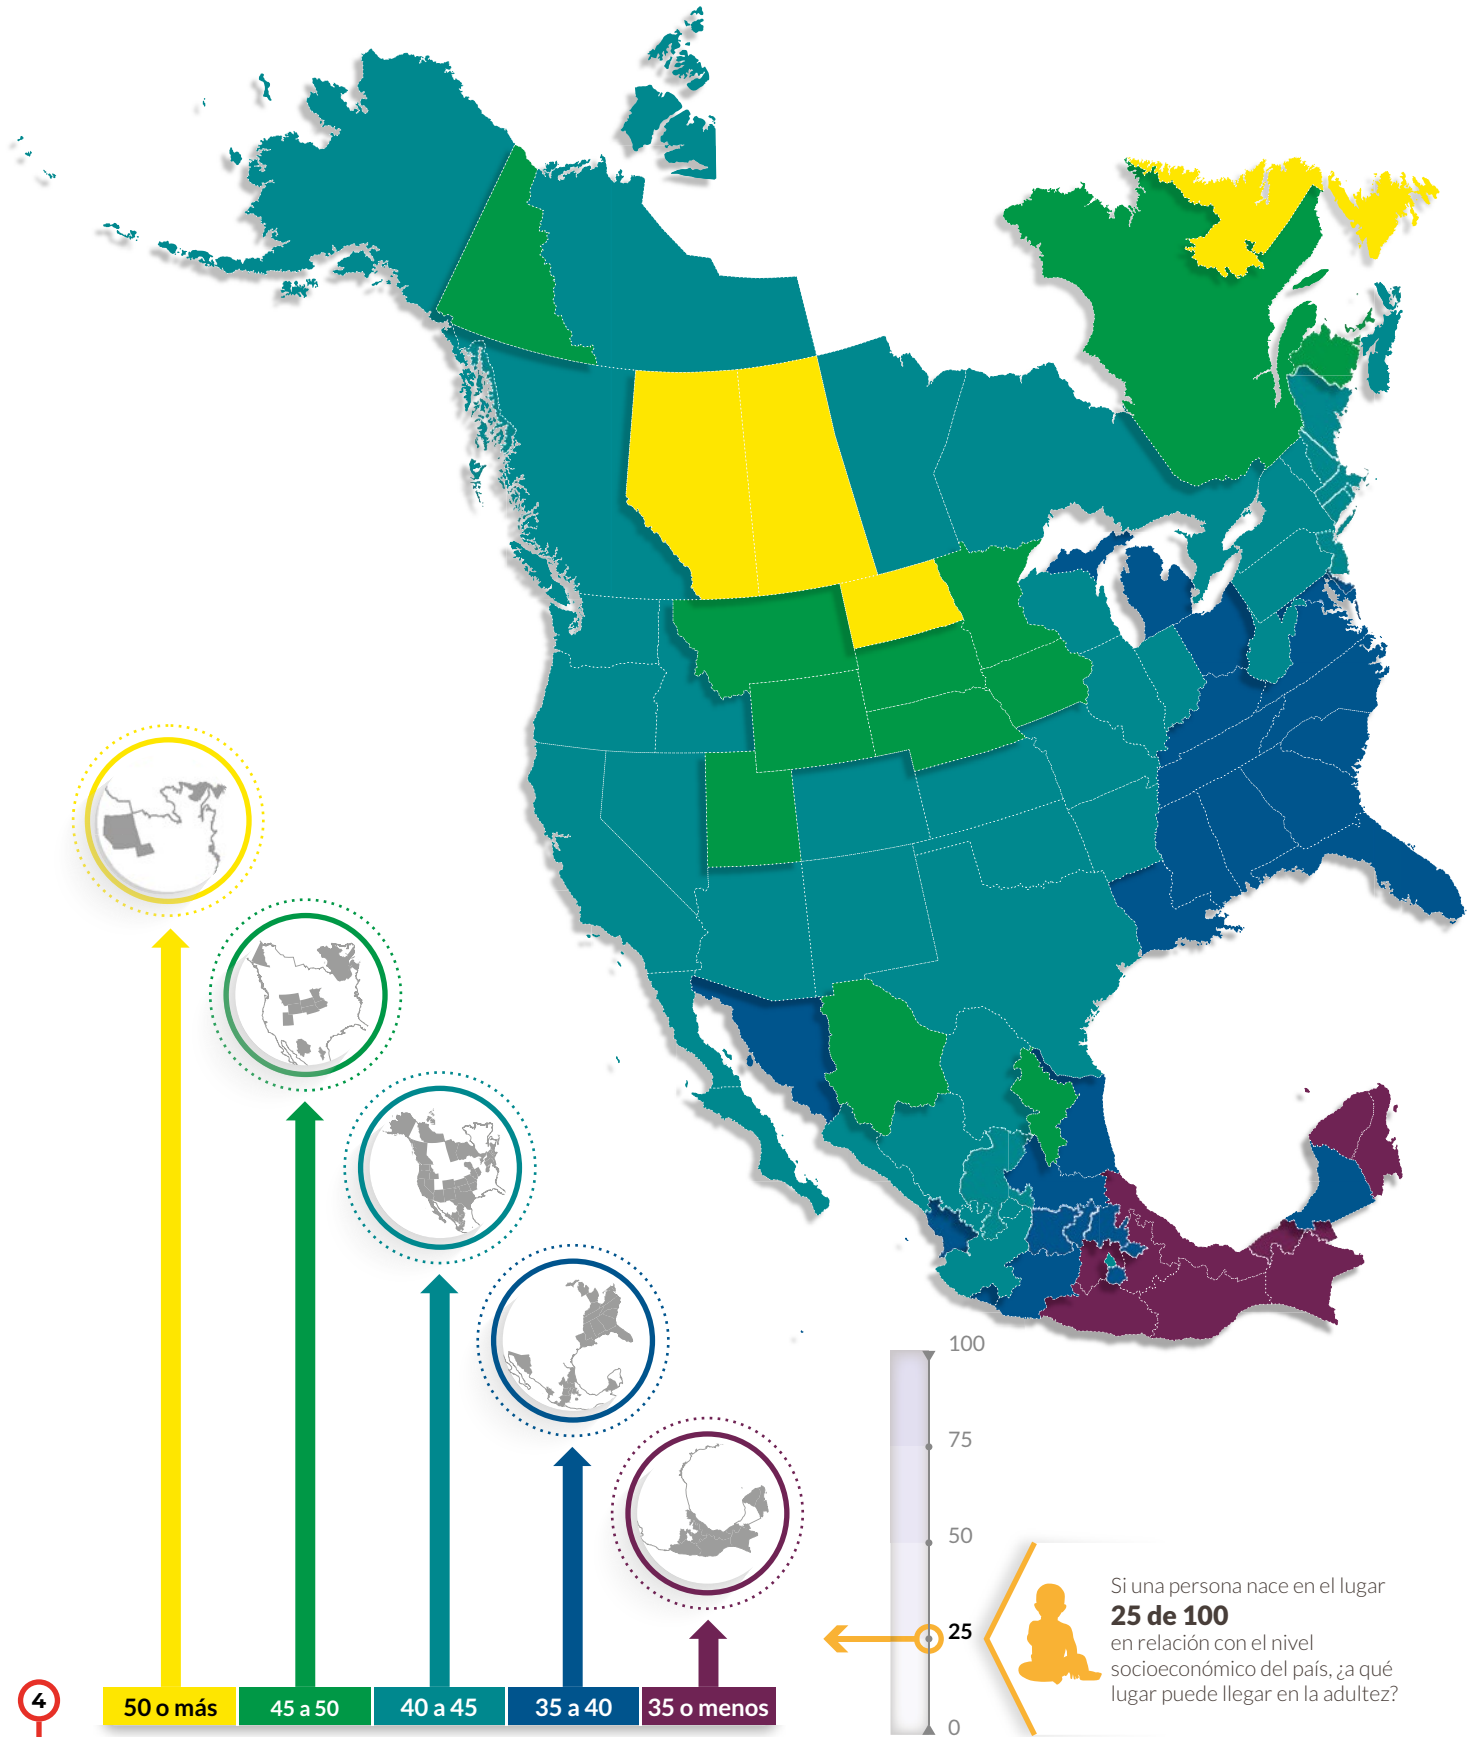 100
75
50
25
0
Si una persona nace en el lugar
25 de 100
en relación con el nivel
socioeconómico del país, ¿a qué
lugar puede llegar en la adultez?
4
50 o más
45 a 50
40 a 45
35 a 40
35 o menos